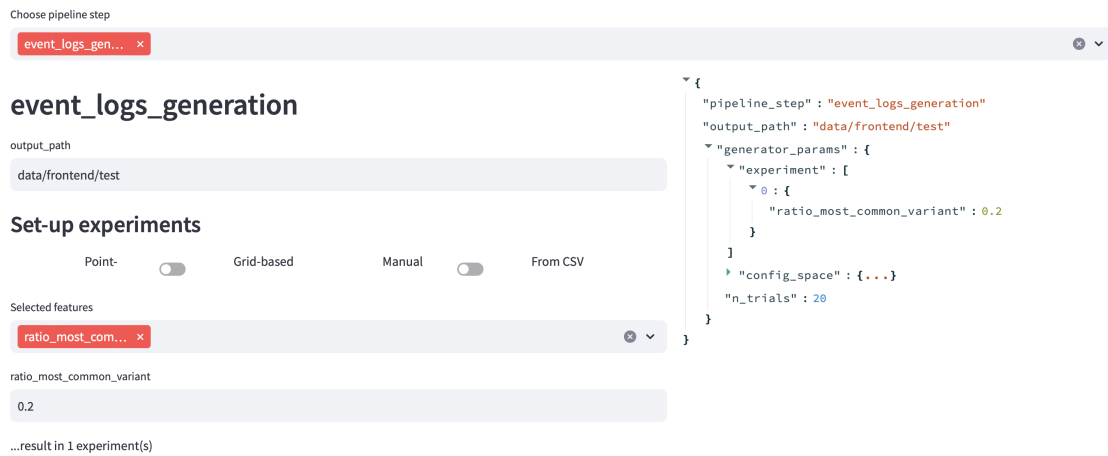 Choose pipeline step
event_logs_gen... ×
event_logs_generation
output_path
data/frontend/test
Set-up experiments
Point- Grid-based Manual From CSV
Selected features
ratio_most_com... ×
ratio_most_common_variant
0.2
...result in 1 experiment(s)
{
"pipeline_step" : "event_logs_generation"
"output_path" : "data/frontend/test"
"generator_params" : {
"experiment" : [
0 : {
"ratio_most_common_variant" : 0.2
}
]
"config_space" : {...}
"n_trials" : 20
}
}